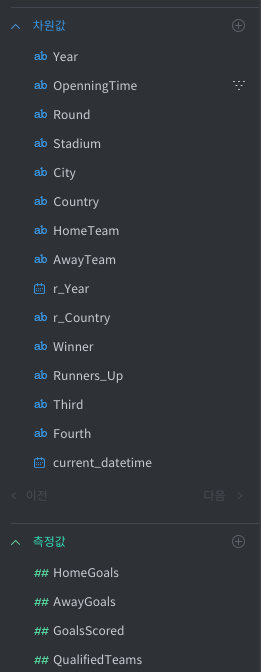 차원값
ab Year
ab OpenningTime
ab Round
ab Stadium
ab City
ab Country
ab HomeTeam
ab AwayTeam
r_Year
ab r_Country
ab Winner
ab Runners_Up
ab Third
ab Fourth
current_datetime
< 이전 다음 >
측정값
## HomeGoals
## AwayGoals
## GoalsScored
## QualifiedTeams